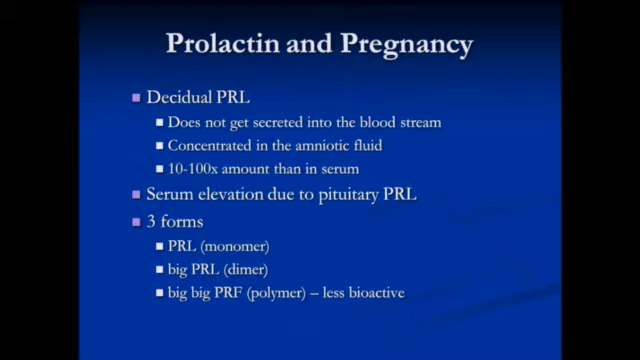 Prolactin and Pregnancy
Decidual PRL
Does not get secreted into the blood stream
Concentrated in the amniotic fluid
10-100x amount than in serum
Serum elevation due to pituitary PRL
3 forms
PRL (monomer)
big PRL (dimer)
big big PRF (polymer) – less bioactive